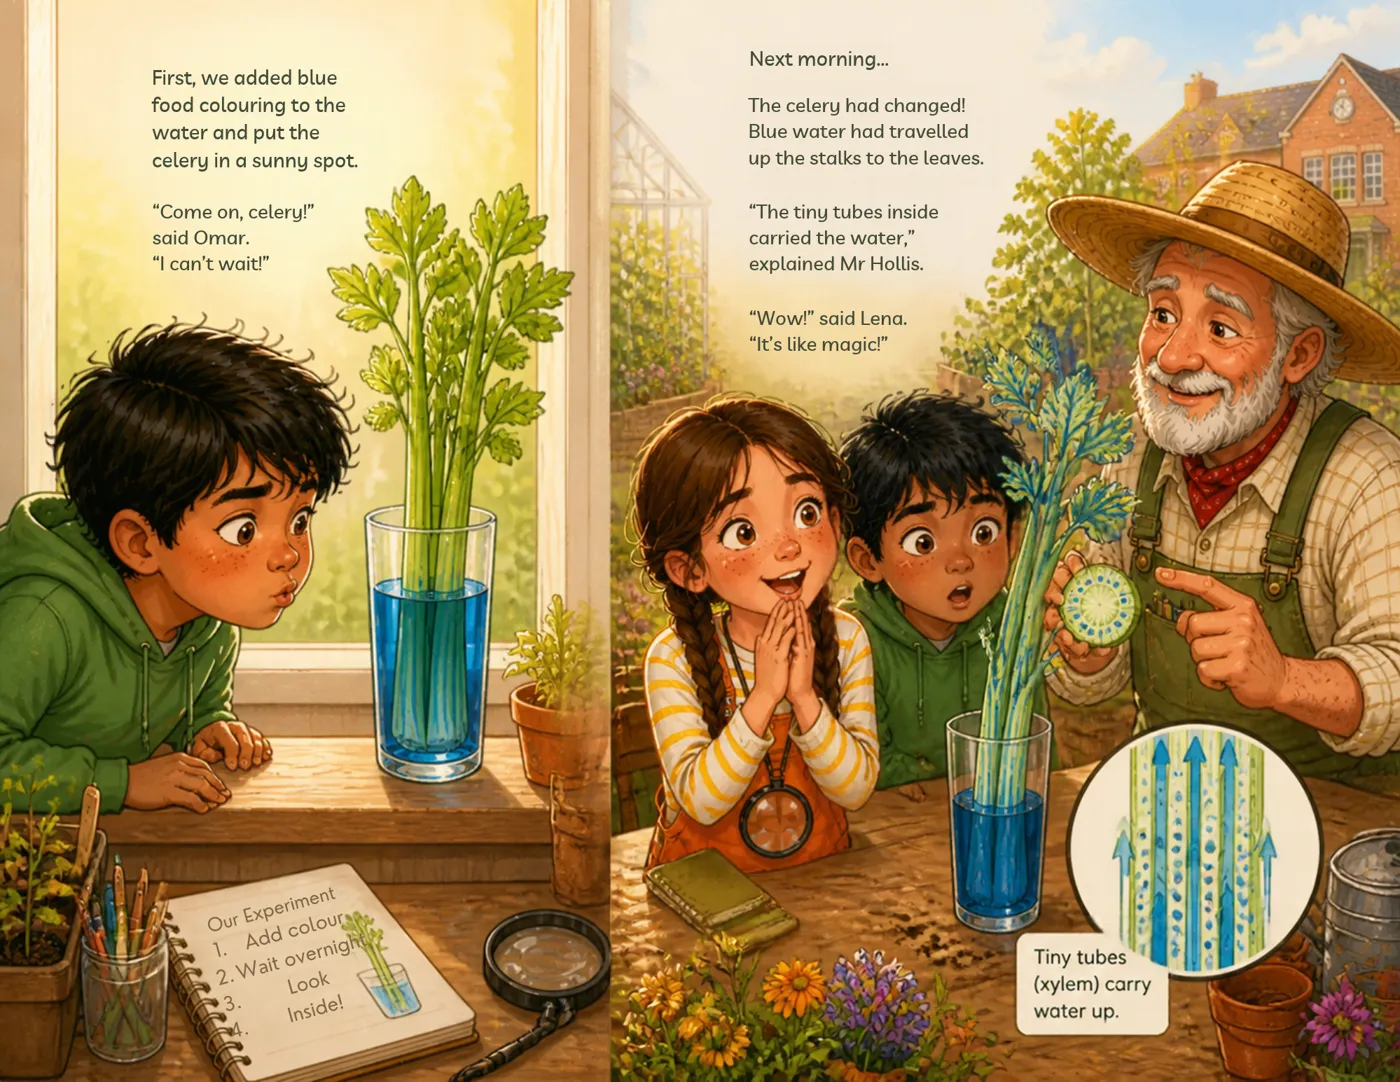 First, we added blue
food colouring to the
water and put the
celery in a sunny spot.
“Come on, celery!”
said Omar.
“I can’t wait!”
Our Experiment
1. Add colour
2. Wait overnight
3. Look
4. Inside!
Next morning...
The celery had changed!
Blue water had travelled
up the stalks to the leaves.
“The tiny tubes inside
carried the water,”
explained Mr Hollis.
“Wow!” said Lena.
“It’s like magic!”
Tiny tubes
(xylem) carry
water up.